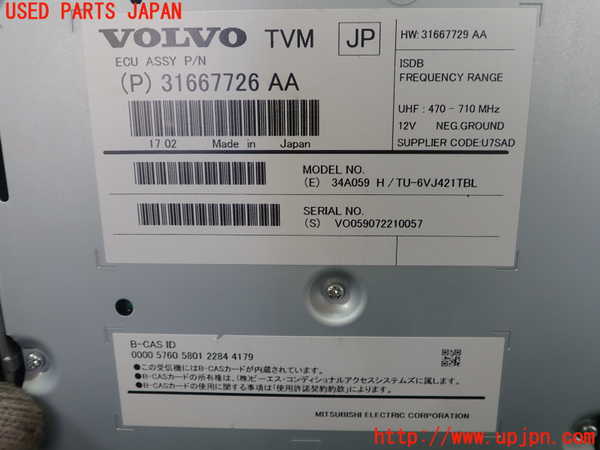 USED PARTS JAPAN
VOLVO TVM JP
ECU ASSY P/N
(P) 31667726 AA
17 02 Made in Japan
HW: 31667729 AA
ISDB
FREQUENCY RANGE
UHF : 470 - 710 MHz
12V NEG.GROUND
SUPPLIER CODE:U7SAD
MODEL NO.
(E) 34A059 H/TU-6VJ421TBL
SERIAL NO.
(S) VO059072210057
B-CAS ID
0000 5760 5801 2284 4179
●この受信機にはB-CASカードが内蔵されています。
●B-CASカードの所有権は、(株)ビーエス・コンディショナルアクセスシステムズに属します。
●B-CASカードの使用に関する事項は「使用許諾契約約款」によります。
MITSUBISHI ELECTRIC CORPORATION
http://www.upjpn.com/